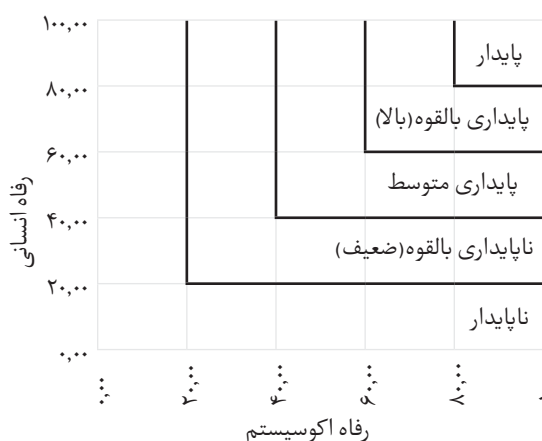 ۱۰۰,۰۰
پایدار
۸۰,۰۰
پایداری بالقوه(بالا)
۶۰,۰۰
رفاه انسانی
پایداری متوسط
۴۰,۰۰
ناپایداری بالقوه(ضعیف)
۲۰,۰۰
ناپایدار
۰,۰۰
۰,۰۰
۲۰,۰۰
۴۰,۰۰
۶۰,۰۰
۸۰,۰۰
رفاه اکوسیستم